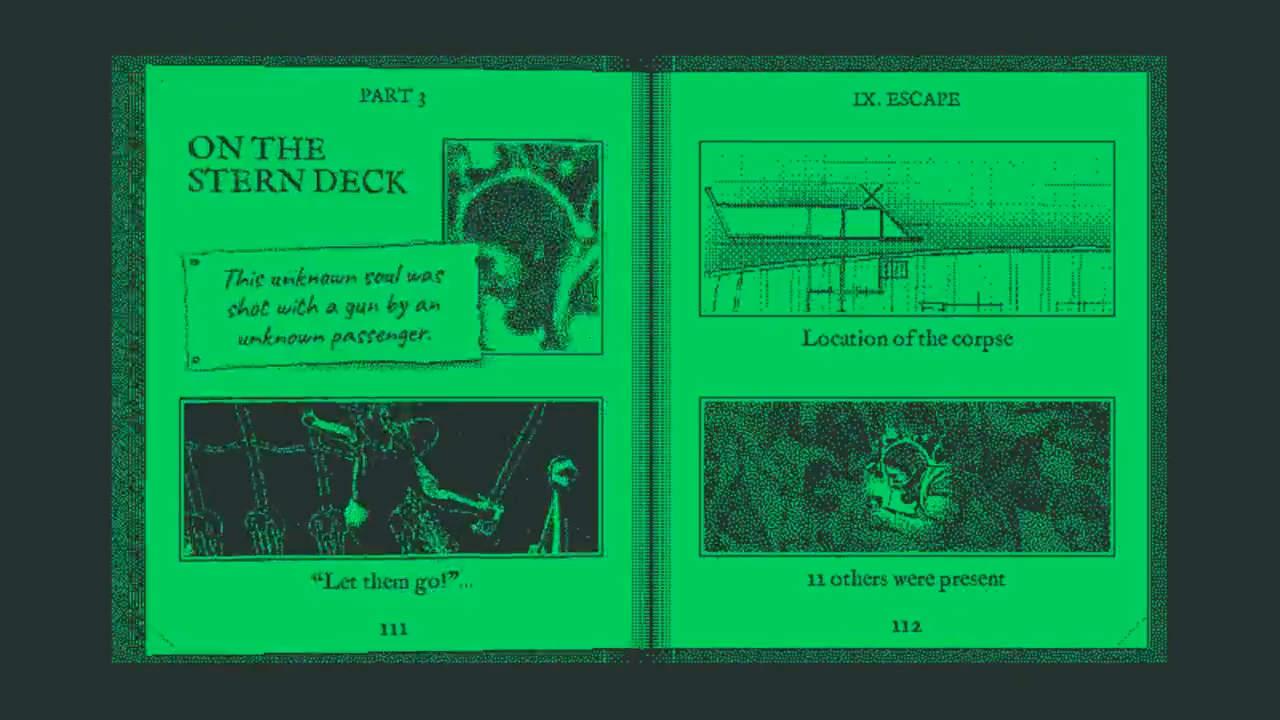 PART 3
ON THE
STERN DECK
This unknown soul was
shot with a gun by an
unknown passenger.
"Let them go!"...
111
IX. ESCAPE
Location of the corpse
11 others were present
112